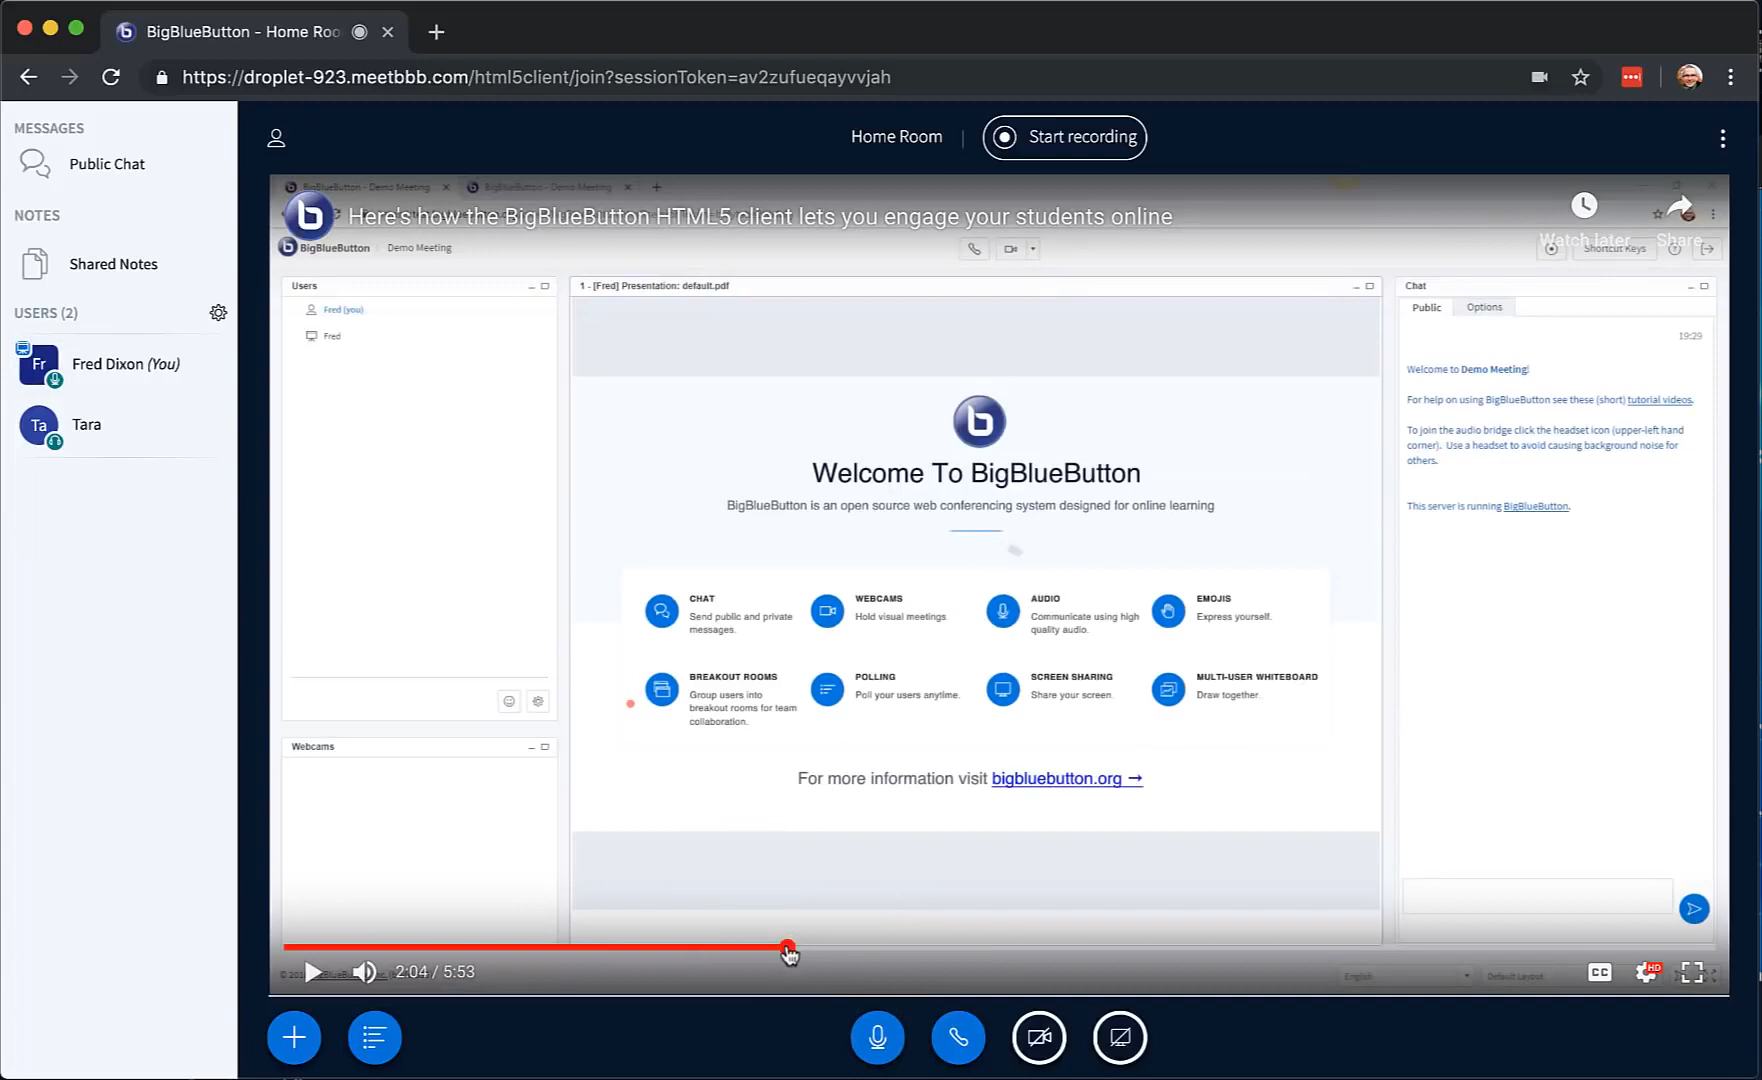 BigBlueButton - Home Roo
https://droplet-923.meetbbb.com/html5client/join?sessionToken=av2zufueqayvvjah
MESSAGES
Public Chat
NOTES
Shared Notes
USERS (2)
Fr
Fred Dixon (You)
Ta
Tara
Home Room
Start recording
BigBlueButton - Demo Meeting
BigBlueButton - Demo Meeting
Here's how the BigBlueButton HTML5 client lets you engage your students online
Watch later
Share
BigBlueButton
Demo Meeting
Shortcut Keys
Users
Fred (you)
Fred
Webcams
1 - [Fred] Presentation: default.pdf
Welcome To BigBlueButton
BigBlueButton is an open source web conferencing system designed for online learning
CHAT
Send public and private
messages.
WEBCAMS
Hold visual meetings.
AUDIO
Communicate using high
quality audio.
EMOJIS
Express yourself.
BREAKOUT ROOMS
Group users into
breakout rooms for team
collaboration.
POLLING
Poll your users anytime.
SCREEN SHARING
Share your screen.
MULTI-USER WHITEBOARD
Draw together.
For more information visit bigbluebutton.org →
Chat
Public
Options
19:29
Welcome to Demo Meeting!
For help on using BigBlueButton see these (short) tutorial videos.
To join the audio bridge click the headset icon (upper-left hand
corner). Use a headset to avoid causing background noise for
others.
This server is running BigBlueButton.
2:04 / 5:53
English
Default Layout
CC
HD